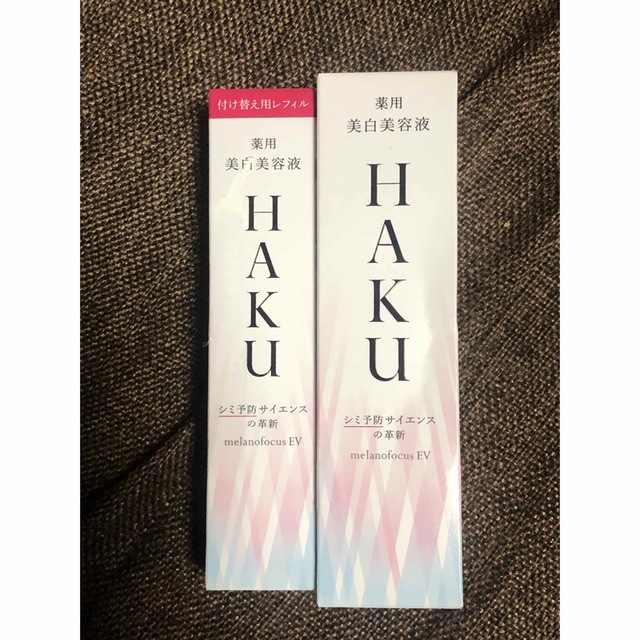 付け替え用レフィル
薬用
美白美容液
HAKU
シミ予防サイエンス
の革新
melanofocus EV
薬用
美白美容液
HAKU
シミ予防サイエンス
の革新
melanofocus EV